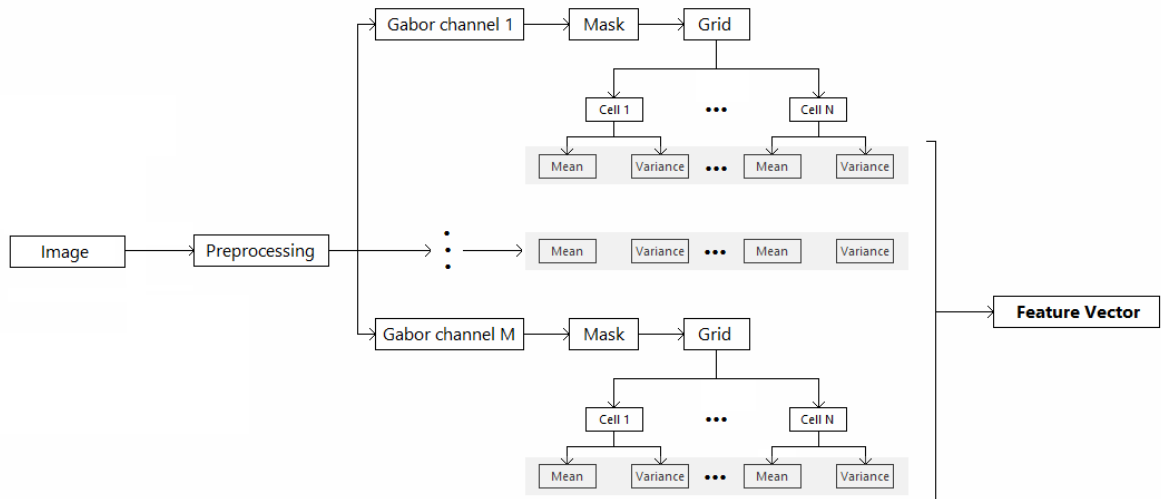 Gabor channel 1
Mask
Grid
Cell 1
•••
Cell N
Mean
Variance
•••
Mean
Variance
Image
Preprocessing
Mean
Variance
•••
Mean
Variance
Feature Vector
Gabor channel M
Mask
Grid
Cell 1
•••
Cell N
Mean
Variance
•••
Mean
Variance